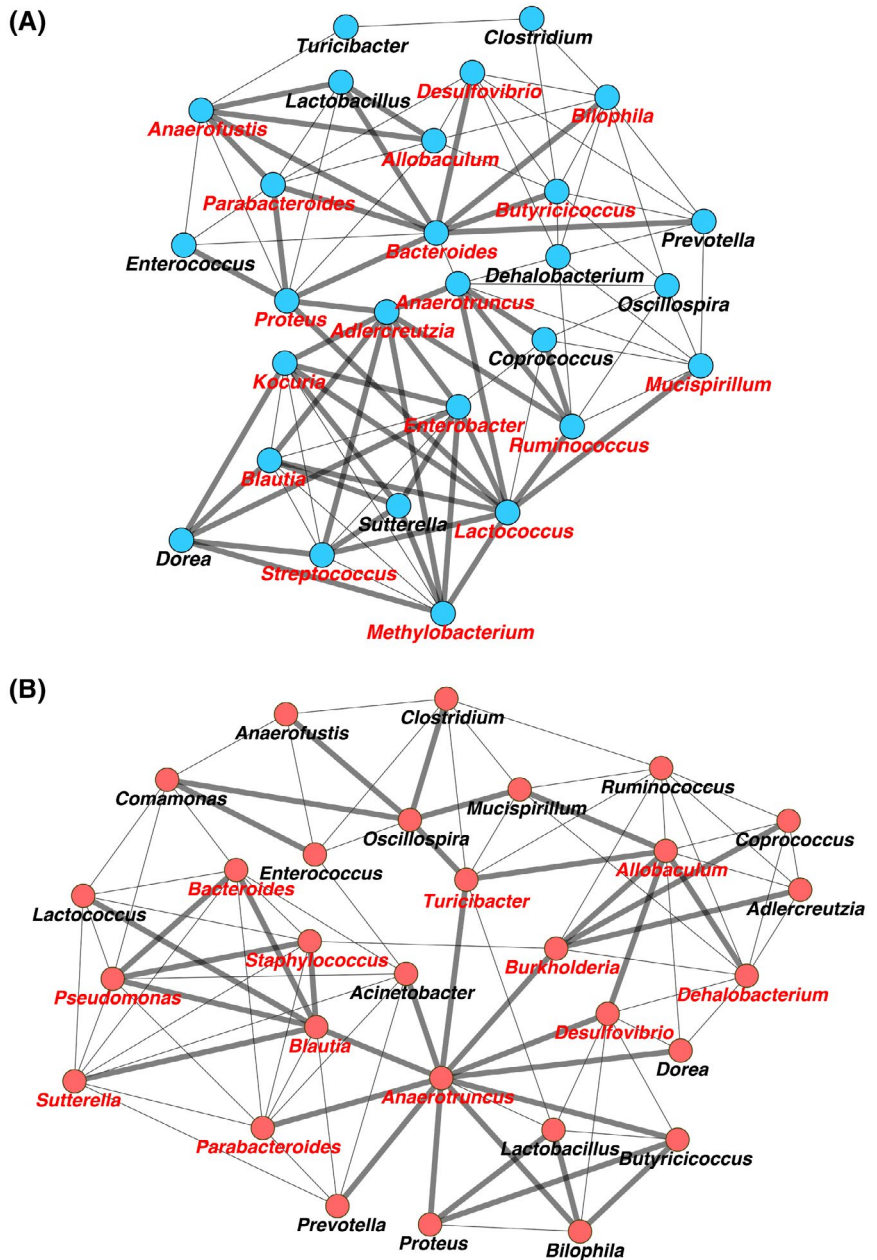 (A)
Turicibacter
Clostridium
Lactobacillus
Desulfovibrio
Bilophila
Anaerofustis
Allobaculum
Parabacteroides
Butyricicoccus
Prevotella
Bacteroides
Enterococcus
Dehalobacterium
Anaerotruncus
Oscillospira
Proteus
Adlercreutzia
Coprococcus
Kocuria
Mucispirillum
Enterobacter
Ruminococcus
Blautia
Sutterella
Lactococcus
Dorea
Streptococcus
Methylobacterium
(B)
Clostridium
Anaerofustis
Ruminococcus
Comamonas
Mucispirillum
Oscillospira
Coprococcus
Enterococcus
Allobaculum
Bacteroides
Turicibacter
Adlercreutzia
Lactococcus
Staphylococcus
Burkholderia
Acinetobacter
Dehalobacterium
Pseudomonas
Desulfovibrio
Blautia
Dorea
Sutterella
Anaerotruncus
Parabacteroides
Lactobacillus
Butyricicoccus
Prevotella
Proteus
Bilophila